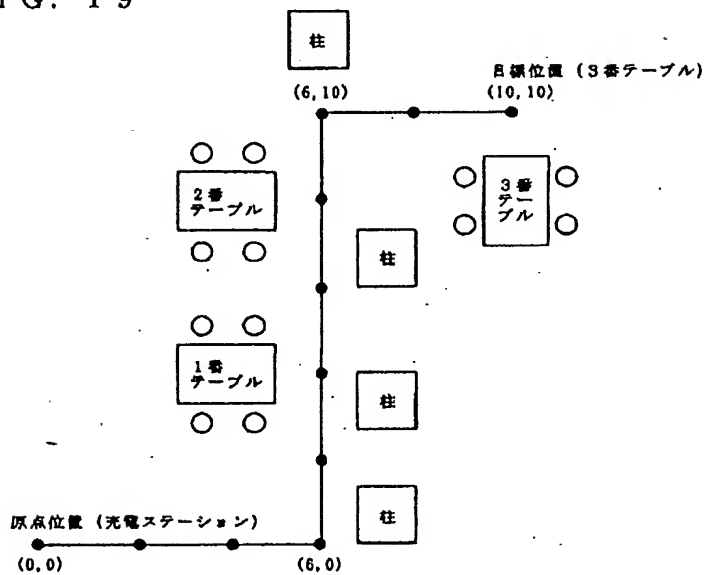 FIG. 19
柱
目標位置 (3番テーブル)
(6,10)
(10,10)
2番
テーブル
3番
テー
ブル
柱
1番
テーブル
柱
原点位置 (充電ステーション)
柱
(0,0)
(6,0)